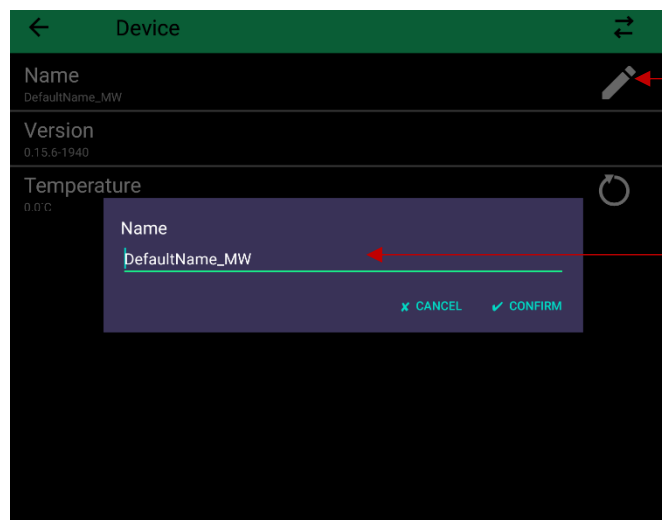 Device
Name
DefaultName_MW
Version
0.15.6-1940
Temperature
0.0°C
Name
DefaultName_MW
✘ CANCEL ✔ CONFIRM